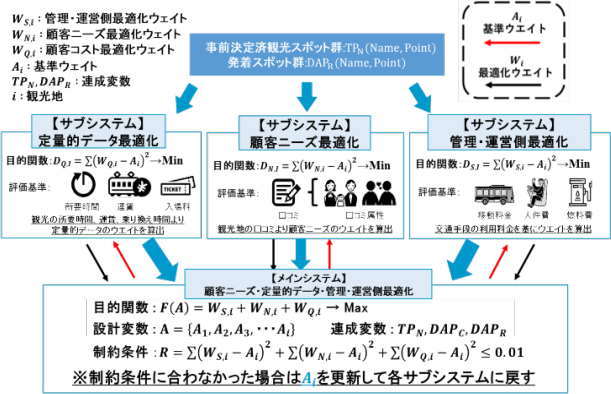 W_{S,i}：管理・運営側最適化ウェイト
W_{N,i}：顧客ニーズ最適化ウェイト
W_{Q,i}：顧客コスト最適化ウェイト
A_i：基準ウェイト
TP_N, DAP_R：連成変数
i：観光地
事前決定済観光スポット群:TP_N(Name, Point)
発着スポット群:DAP_R(Name, Point)
A_i
基準ウエイト
W_i
最適化ウエイト
【サブシステム】
定量的データ最適化
目的関数:D_{Q,I} = ∑(W_{Q,i} − A_i)^2→Min
評価基準:
所要時間
運賃
TICKET
入場料
観光の所要時間, 運賃, 乗り換え時間より
定量的データのウエイトを算出
【サブシステム】
顧客ニーズ最適化
目的関数:D_{N,I} = ∑(W_{N,i} − A_i)^2→Min
評価基準:
口コミ
口コミ属性
観光地の口コミより顧客ニーズのウエイトを算出
【サブシステム】
管理・運営側最適化
目的関数:D_{S,I} = ∑(W_{S,i} − A_i)^2→Min
評価基準:
移動料金
人件費
燃料費
交通手段の利用料金を基にウエイトを算出
【メインシステム】
顧客ニーズ・定量的データ・管理・運営側最適化
目的関数：F(A) = W_{S,i} + W_{N,i} + W_{Q,i} → Max
設計変数：A = {A_1, A_2, A_3, ･･･A_i} 連成変数：TP_N, DAP_C, DAP_R
制約条件：R = ∑(W_{S,i} − A_i)^2 + ∑(W_{N,i} − A_i)^2 + ∑(W_{Q,i} − A_i)^2 ≤ 0.01
※制約条件に合わなかった場合はA_iを更新して各サブシステムに戻す